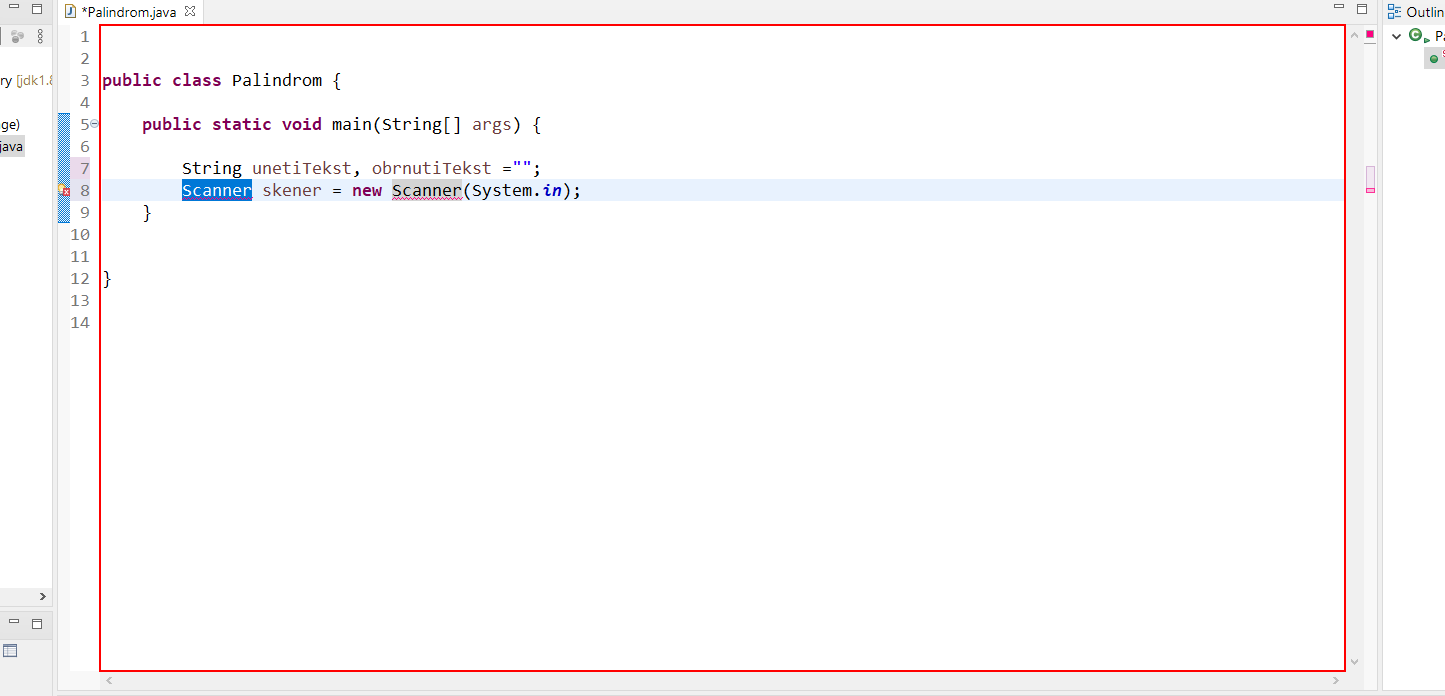 *Palindrom.java
Outlin
ry [jdk1.8
ge)
java
1
2
3 public class Palindrom {
4
5 public static void main(String[] args) {
6
7 String unetiTekst, obrnutiTekst ="";
8 Scanner skener = new Scanner(System.in);
9 }
10
11
12 }
13
14